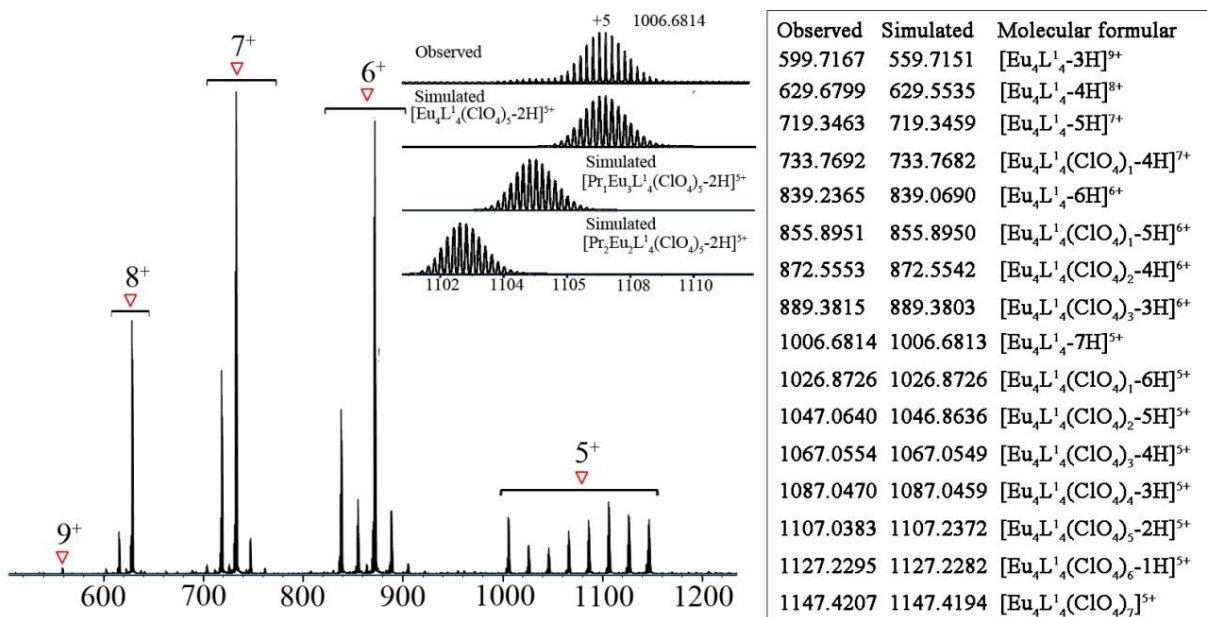 +5 1006.6814
Observed
Simulated
[Eu₄L¹₄(ClO₄)₅-2H]⁵⁺
Simulated
[Pr₁Eu₃L¹₄(ClO₄)₅-2H]⁵⁺
Simulated
[Pr₂Eu₂L¹₄(ClO₄)₅-2H]⁵⁺
1102 1104 1105 1108 1110
7⁺
6⁺
8⁺
5⁺
9⁺
600 700 800 900 1000 1100 1200
Observed Simulated Molecular formular
599.7167 559.7151 [Eu₄L¹₄-3H]⁹⁺
629.6799 629.5535 [Eu₄L¹₄-4H]⁸⁺
719.3463 719.3459 [Eu₄L¹₄-5H]⁷⁺
733.7692 733.7682 [Eu₄L¹₄(ClO₄)₁-4H]⁷⁺
839.2365 839.0690 [Eu₄L¹₄-6H]⁶⁺
855.8951 855.8950 [Eu₄L¹₄(ClO₄)₁-5H]⁶⁺
872.5553 872.5542 [Eu₄L¹₄(ClO₄)₂-4H]⁶⁺
889.3815 889.3803 [Eu₄L¹₄(ClO₄)₃-3H]⁶⁺
1006.6814 1006.6813 [Eu₄L¹₄-7H]⁵⁺
1026.8726 1026.8726 [Eu₄L¹₄(ClO₄)₁-6H]⁵⁺
1047.0640 1046.8636 [Eu₄L¹₄(ClO₄)₂-5H]⁵⁺
1067.0554 1067.0549 [Eu₄L¹₄(ClO₄)₃-4H]⁵⁺
1087.0470 1087.0459 [Eu₄L¹₄(ClO₄)₄-3H]⁵⁺
1107.0383 1107.2372 [Eu₄L¹₄(ClO₄)₅-2H]⁵⁺
1127.2295 1127.2282 [Eu₄L¹₄(ClO₄)₆-1H]⁵⁺
1147.4207 1147.4194 [Eu₄L¹₄(ClO₄)₇]⁵⁺